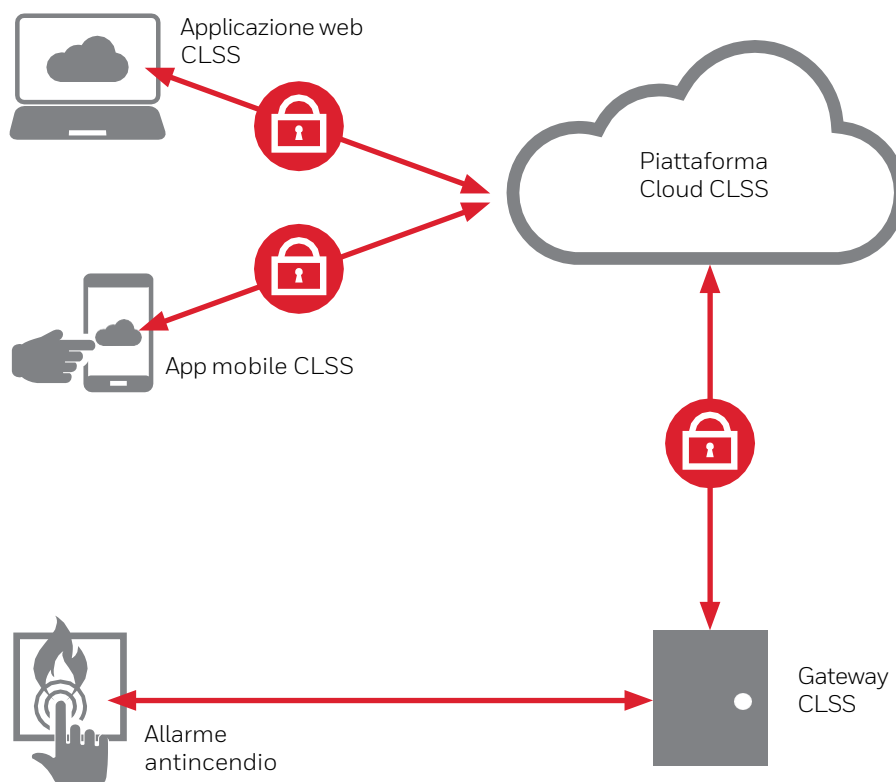 Applicazione web
CLSS
Piattaforma
Cloud CLSS
App mobile CLSS
Gateway
CLSS
Allarme
antincendio